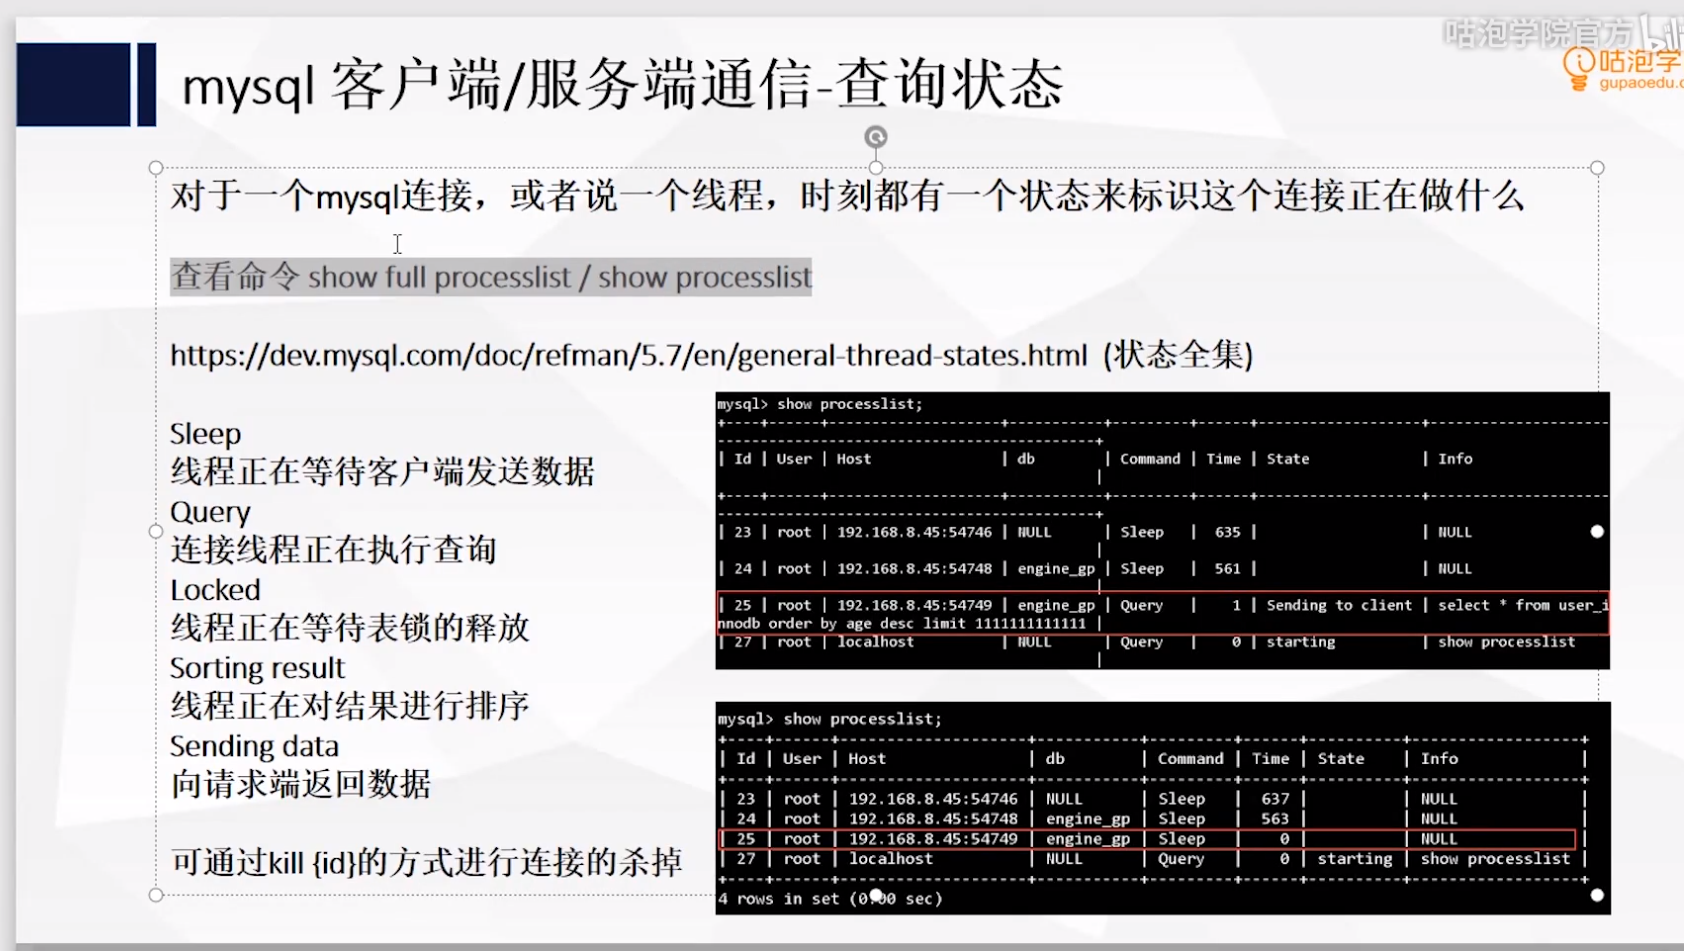 咕泡学院官方 bili
咕泡学
gupaoedu.c
mysql 客户端/服务端通信-查询状态
对于一个mysql连接，或者说一个线程，时刻都有一个状态来标识这个连接正在做什么
查看命令 show full processlist / show processlist
https://dev.mysql.com/doc/refman/5.7/en/general-thread-states.html (状态全集)
Sleep
线程正在等待客户端发送数据
Query
连接线程正在执行查询
Locked
线程正在等待表锁的释放
Sorting result
线程正在对结果进行排序
Sending data
向请求端返回数据
可通过kill {id}的方式进行连接的杀掉
mysql> show processlist;
| Id | User | Host | db | Command | Time | State | Info
|
| 23 | root | 192.168.8.45:54746 | NULL | Sleep | 635 | | NULL
|
| 24 | root | 192.168.8.45:54748 | engine_gp | Sleep | 561 | | NULL
|
| 25 | root | 192.168.8.45:54749 | engine_gp | Query | 1 | Sending to client | select * from user_i
nnodb order by age desc limit 1111111111111 |
| 27 | root | localhost | NULL | Query | 0 | starting | show processlist
|
mysql> show processlist;
| Id | User | Host | db | Command | Time | State | Info |
| 23 | root | 192.168.8.45:54746 | NULL | Sleep | 637 | | NULL |
| 24 | root | 192.168.8.45:54748 | engine_gp | Sleep | 563 | | NULL |
| 25 | root | 192.168.8.45:54749 | engine_gp | Sleep | 0 | | NULL |
| 27 | root | localhost | NULL | Query | 0 | starting | show processlist |
4 rows in set (0.00 sec)